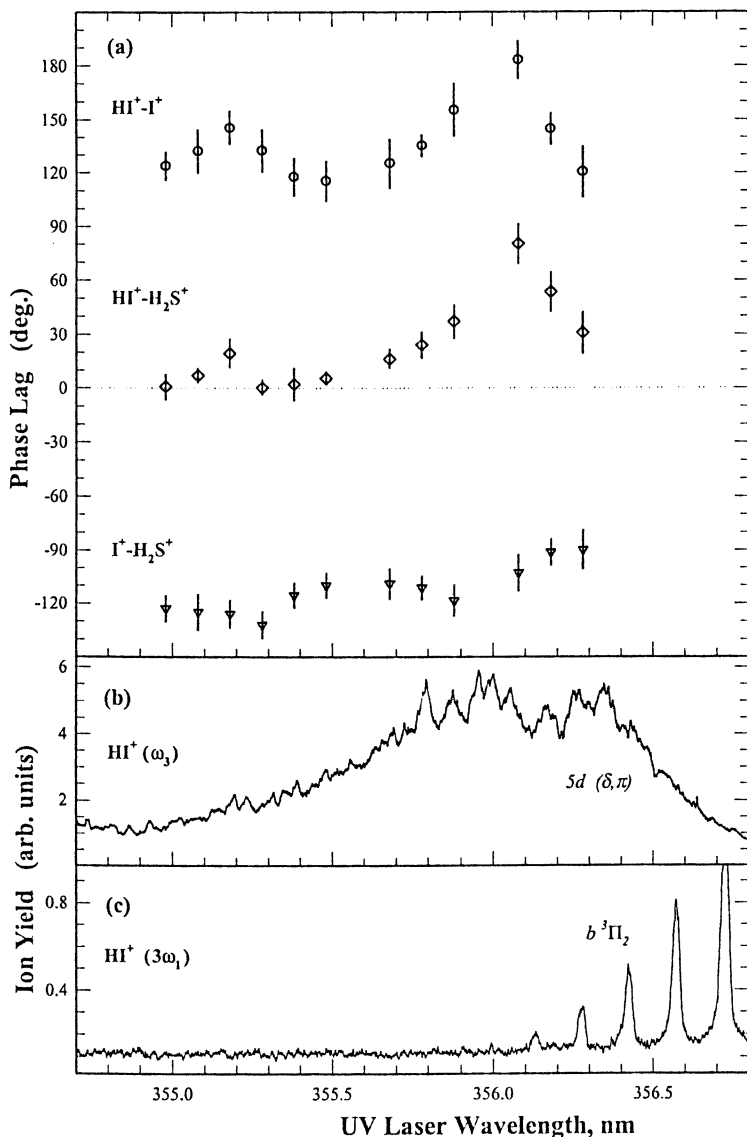 (a)
180
HI⁺-I⁺
150
120
90
HI⁺-H₂S⁺
60
30
0
-30
I⁺-H₂S⁺
-90
-120
Phase Lag (deg.)
6
(b)
4
HI⁺ (ω₃)
5d (δ,π)
2
(c)
0.8
b ³Π₂
HI⁺ (3ω₁)
0.4
Ion Yield (arb. units)
355.0 355.5 356.0 356.5
UV Laser Wavelength, nm